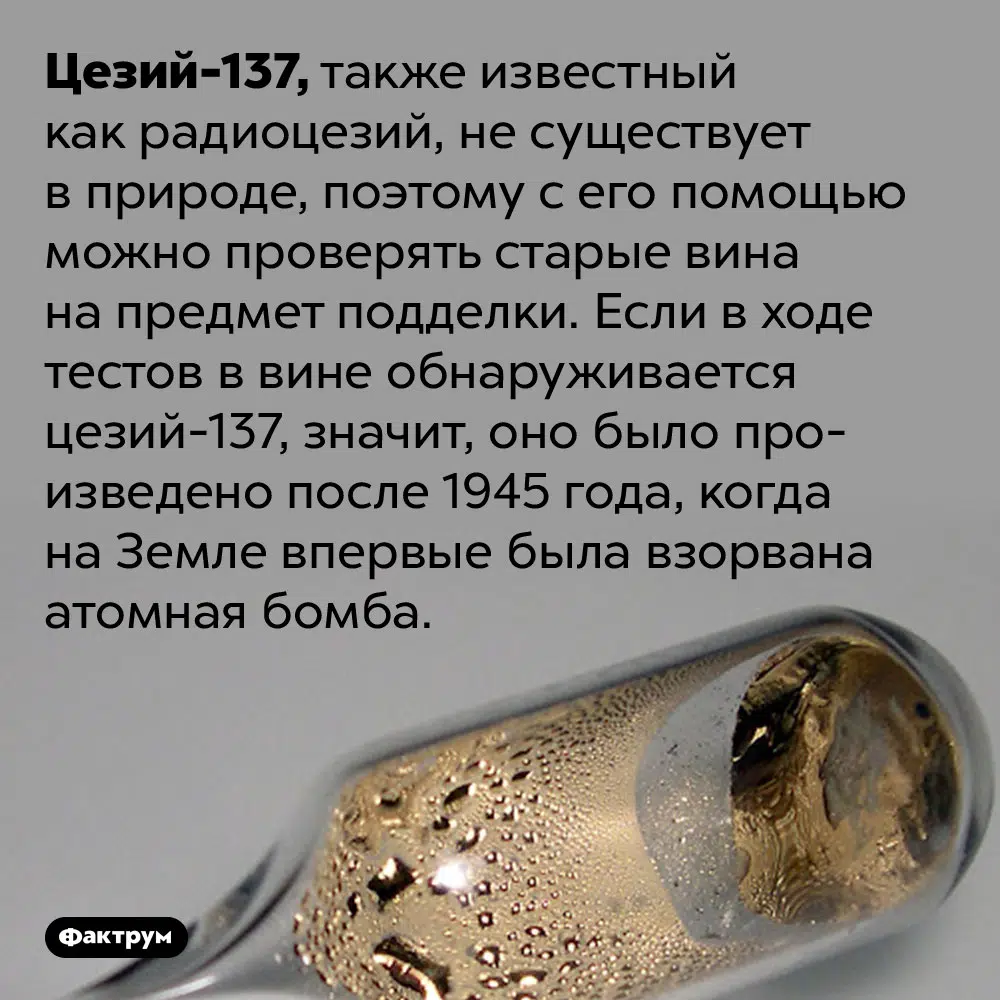 Цезий-137, также известный
как радиоцезий, не существует
в природе, поэтому с его помощью
можно проверять старые вина
на предмет подделки. Если в ходе
тестов в вине обнаруживается
цезий-137, значит, оно было про-
изведено после 1945 года, когда
на Земле впервые была взорвана
атомная бомба.
Фактрум